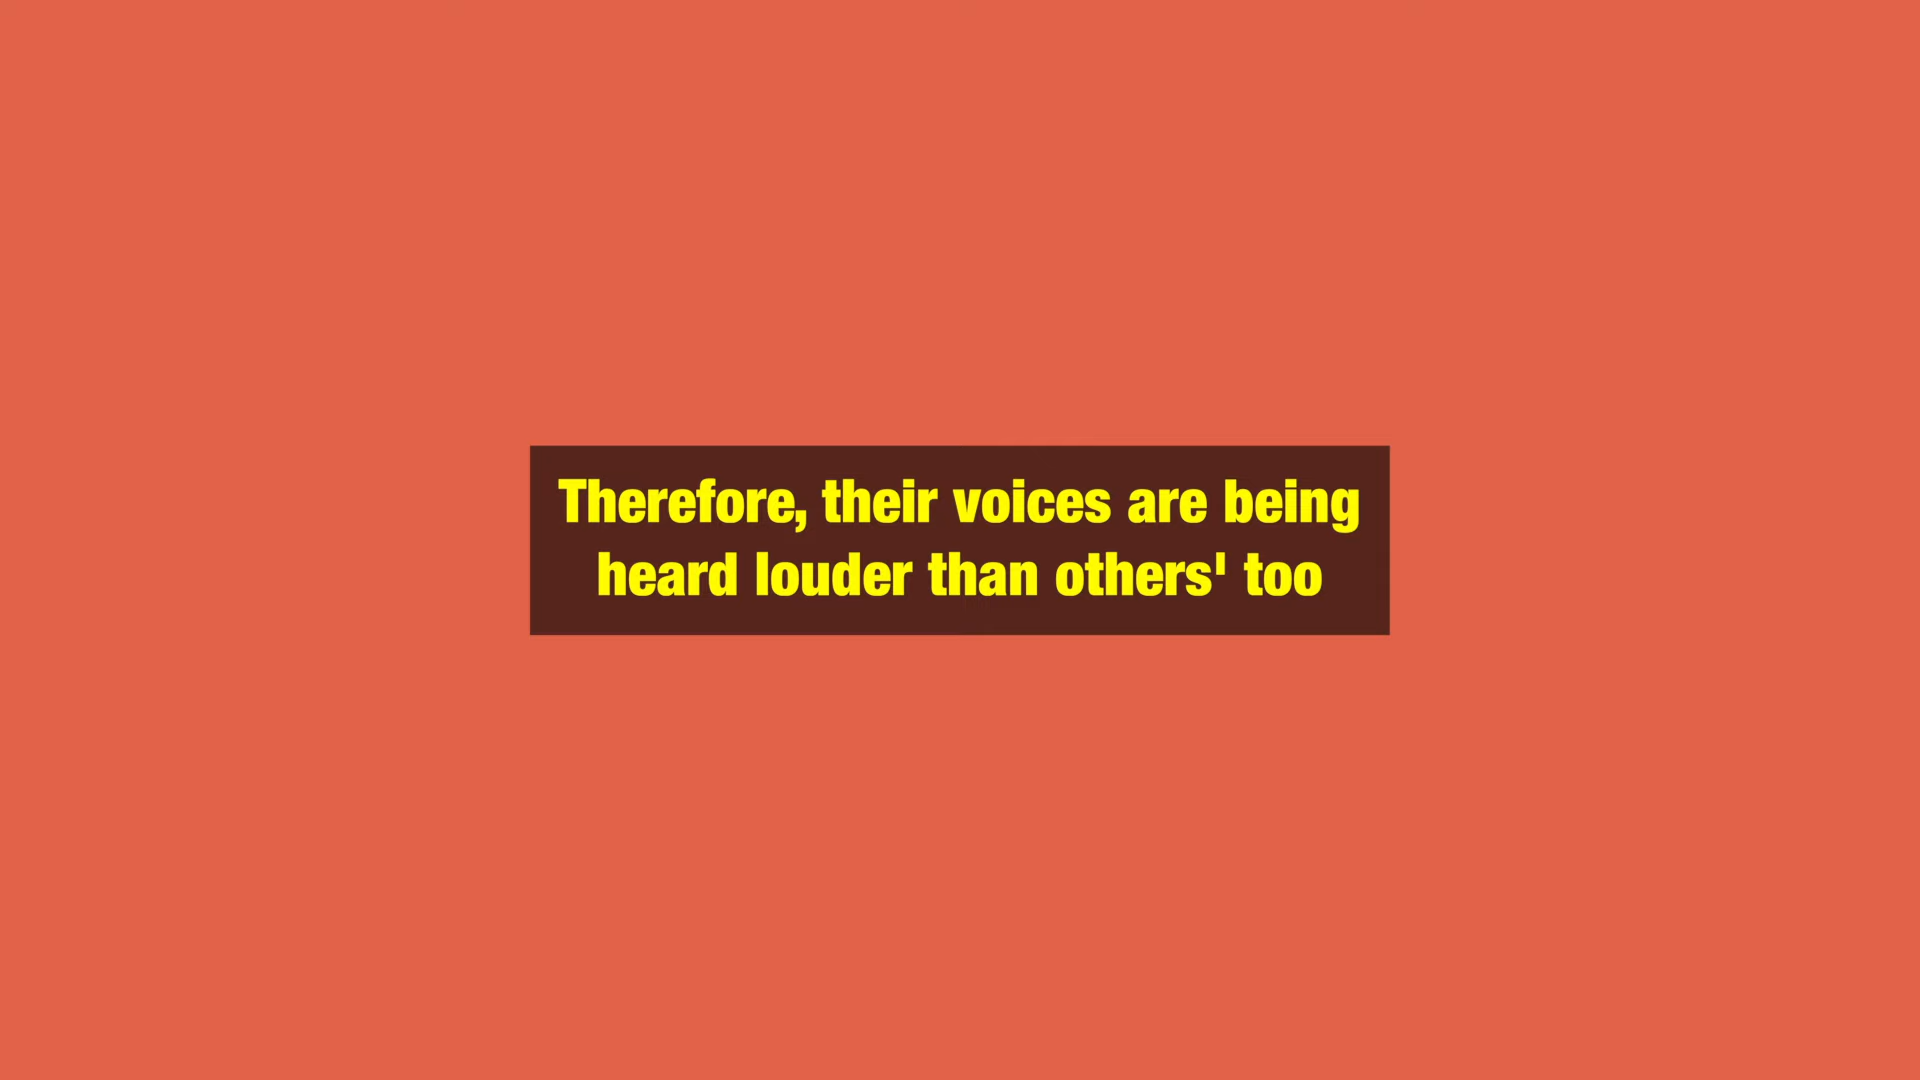 Therefore, their voices are being
heard louder than others' too